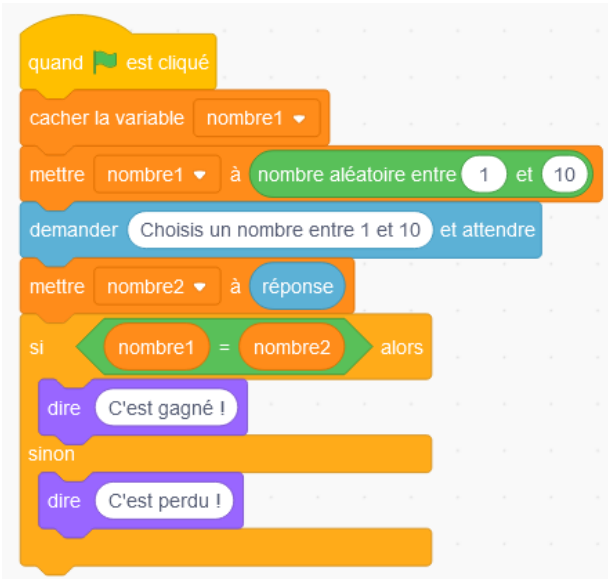 quand est cliqué
cacher la variable nombre1
mettre nombre1 à nombre aléatoire entre 1 et 10
demander Choisis un nombre entre 1 et 10 et attendre
mettre nombre2 à réponse
si nombre1 = nombre2 alors
dire C'est gagné !
sinon
dire C'est perdu !